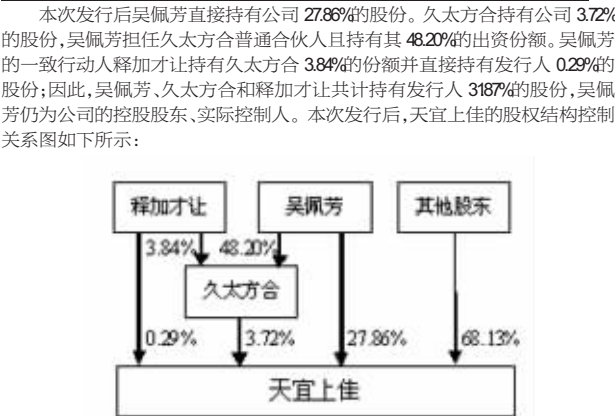 本次发行后吴佩芳直接持有公司 27.86%的股份。久太方合持有公司 3.72%
的股份,吴佩芳担任久太方合普通合伙人且持有其 48.20%的出资份额。吴佩芳
的一致行动人释加才让持有久太方合 3.84%的份额并直接持有发行人 0.29%的
股份;因此,吴佩芳、久太方合和释加才让共计持有发行人 3187%的股份,吴佩
芳仍为公司的控股股东、实际控制人。本次发行后,天宜上佳的股权结构控制
关系图如下所示:
释加才让 吴佩芳 其他股东
3.84% 48.20%
久太方合
0.29% 3.72% 27.86% 68.13%
天宜上佳